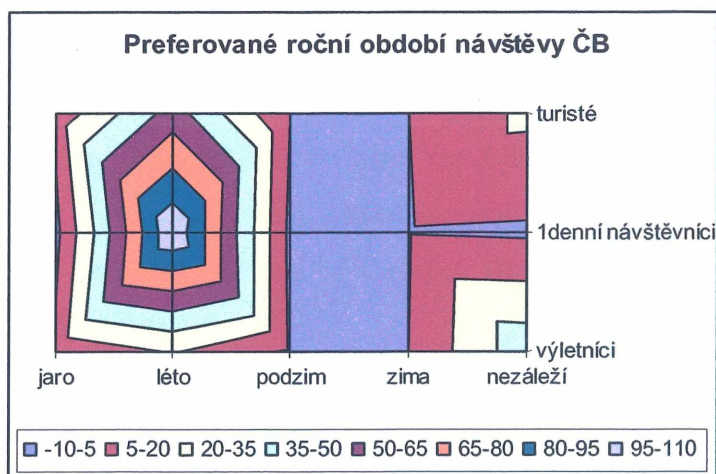 Preferované roční období návštěvy ČB
turisté
1denní návštěvníci
výletníci
jaro léto podzim zima nezáleží
-10-5 5-20 20-35 35-50 50-65 65-80 80-95 95-110